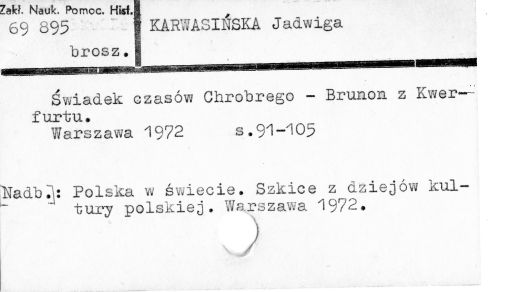 Zakł. Nauk. Pomoc. Hist.
69 895
brosz.
KARWASIŃSKA Jadwiga
Świadek czasów Chrobrego - Brunon z Kwer-
furtu.
Warszawa 1972 s.91-105
[Nadb.]: Polska w świecie. Szkice z dziejów kul-
tury polskiej. Warszawa 1972.